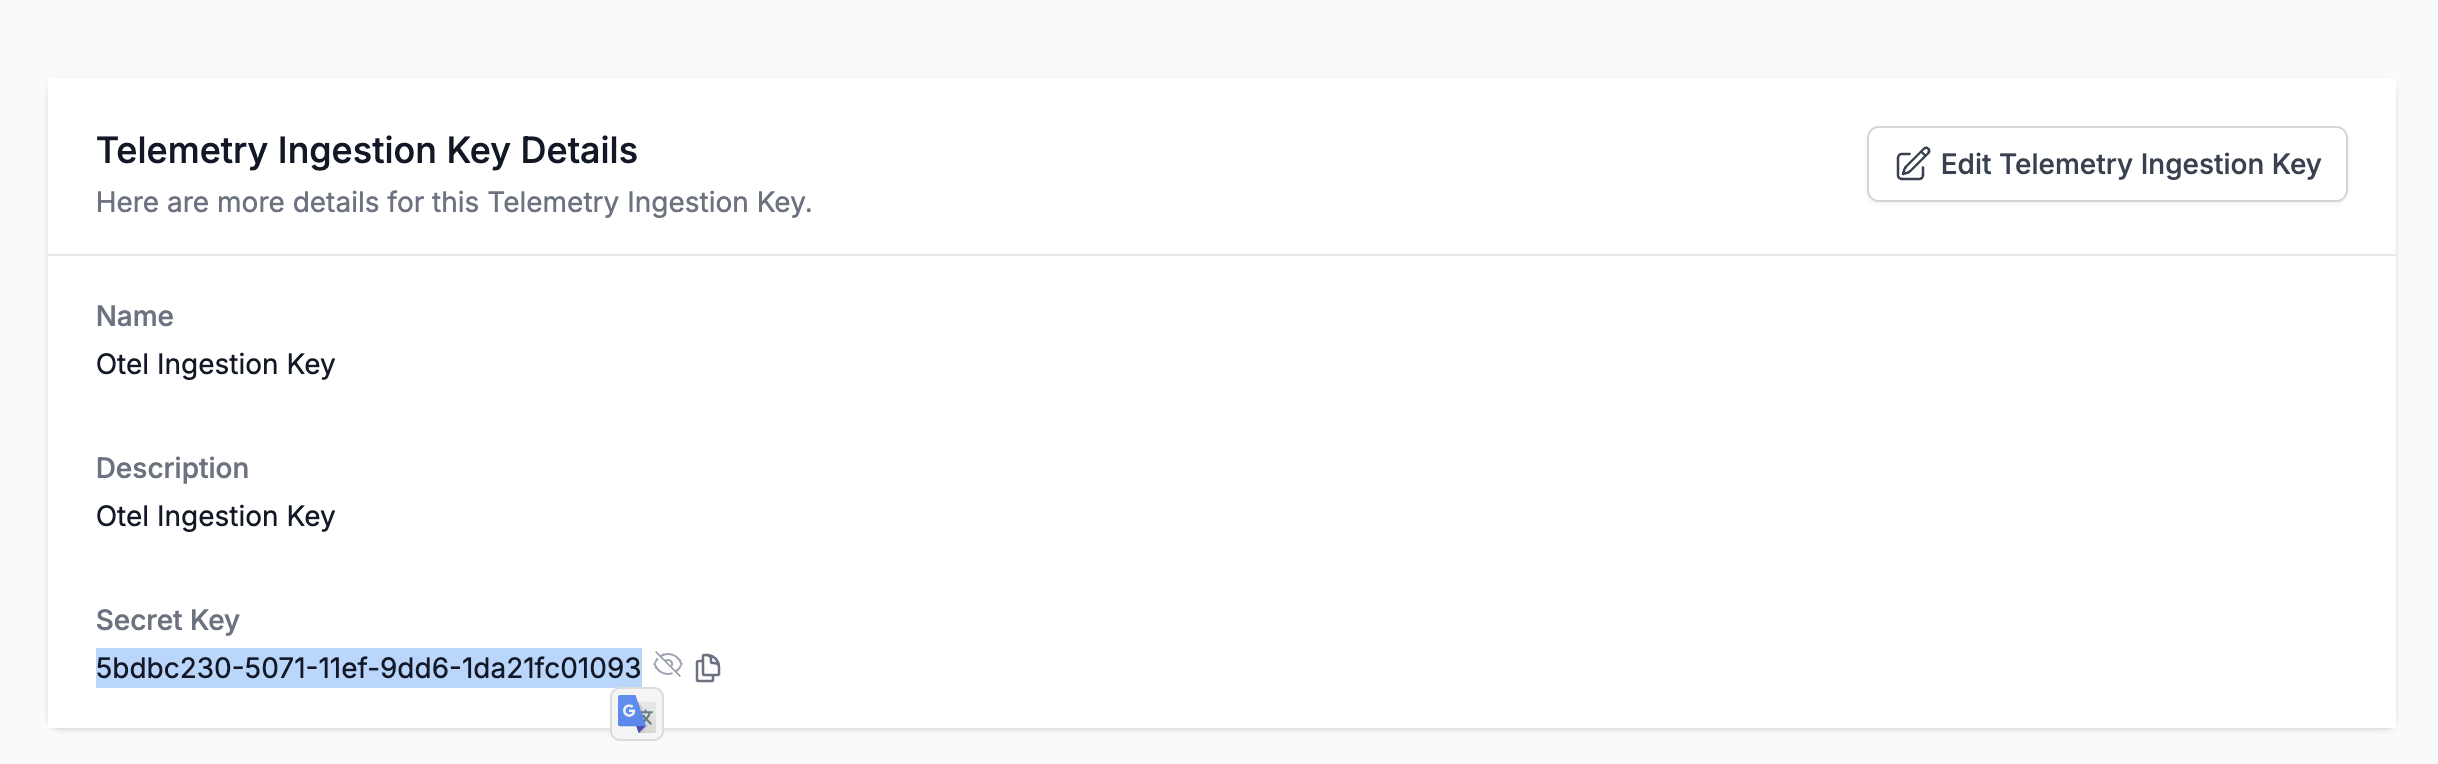 Telemetry Ingestion Key Details
Edit Telemetry Ingestion Key
Here are more details for this Telemetry Ingestion Key.
Name
Otel Ingestion Key
Description
Otel Ingestion Key
Secret Key
5bdbc230-5071-11ef-9dd6-1da21fc01093
G 文